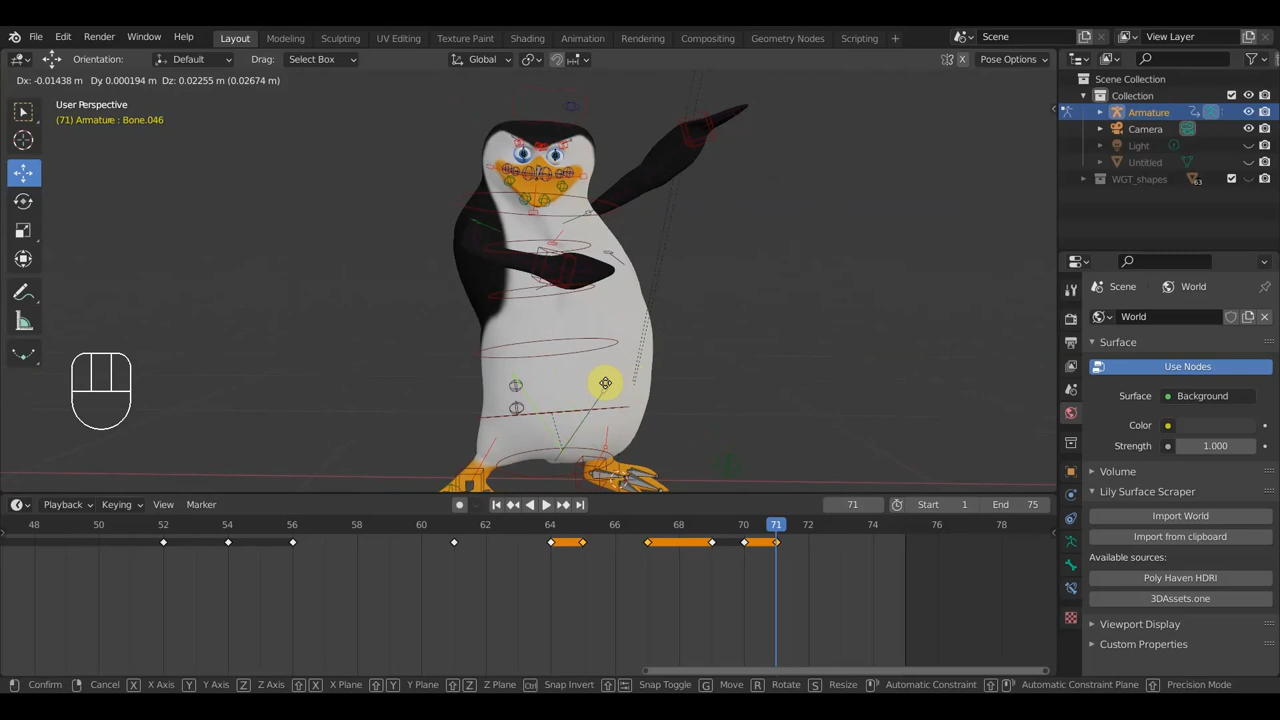 File Edit Render Window Help Layout Modeling Sculpting UV Editing Texture Paint Shading Animation Rendering Compositing Geometry Nodes Scripting + Scene View Layer
Orientation: Default Drag: Select Box Global X Pose Options
Dx: -0.01438 m Dy 0.000194 m Dz: 0.02255 m (0.02674 m)
User Perspective
(71) Armature : Bone.046
Scene Collection
Collection
Armature
Camera
Light
Untitled
WGT_shapes 63
Scene World
World
Surface
Use Nodes
Surface Background
Color
Strength 1.000
Volume
Lily Surface Scraper
Import World
Import from clipboard
Available sources:
Poly Haven HDRI
3DAssets.one
Viewport Display
Custom Properties
Playback Keying View Marker 71 Start 1 End 75
48 50 52 54 56 58 60 62 64 66 68 70 71 72 74 76 78
Confirm Cancel X X Axis Y Y Axis Z Z Axis X X Plane Y Y Plane Z Z Plane Ctrl Snap Invert Snap Toggle G Move R Rotate S Resize Automatic Constraint Automatic Constraint Plane Precision Mode